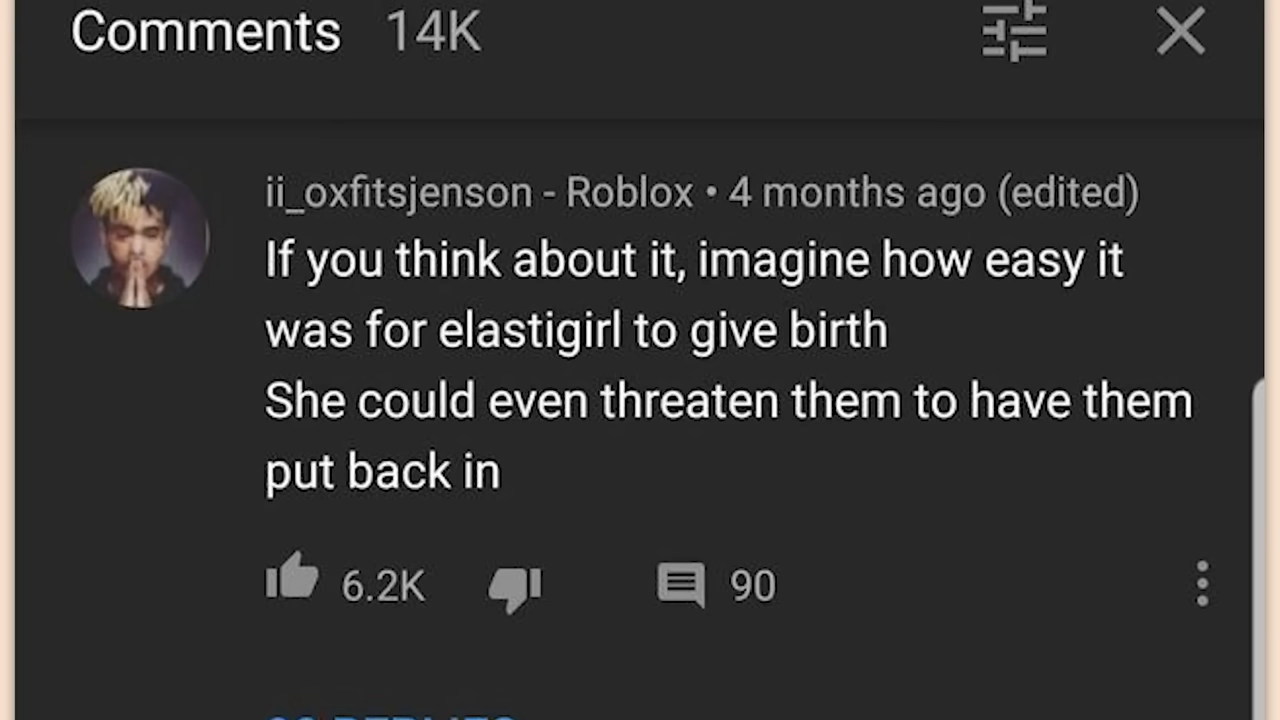 Comments 14K
ii_oxfitsjenson - Roblox • 4 months ago (edited)
If you think about it, imagine how easy it
was for elastigirl to give birth
She could even threaten them to have them
put back in
6.2K 90
REPLIES